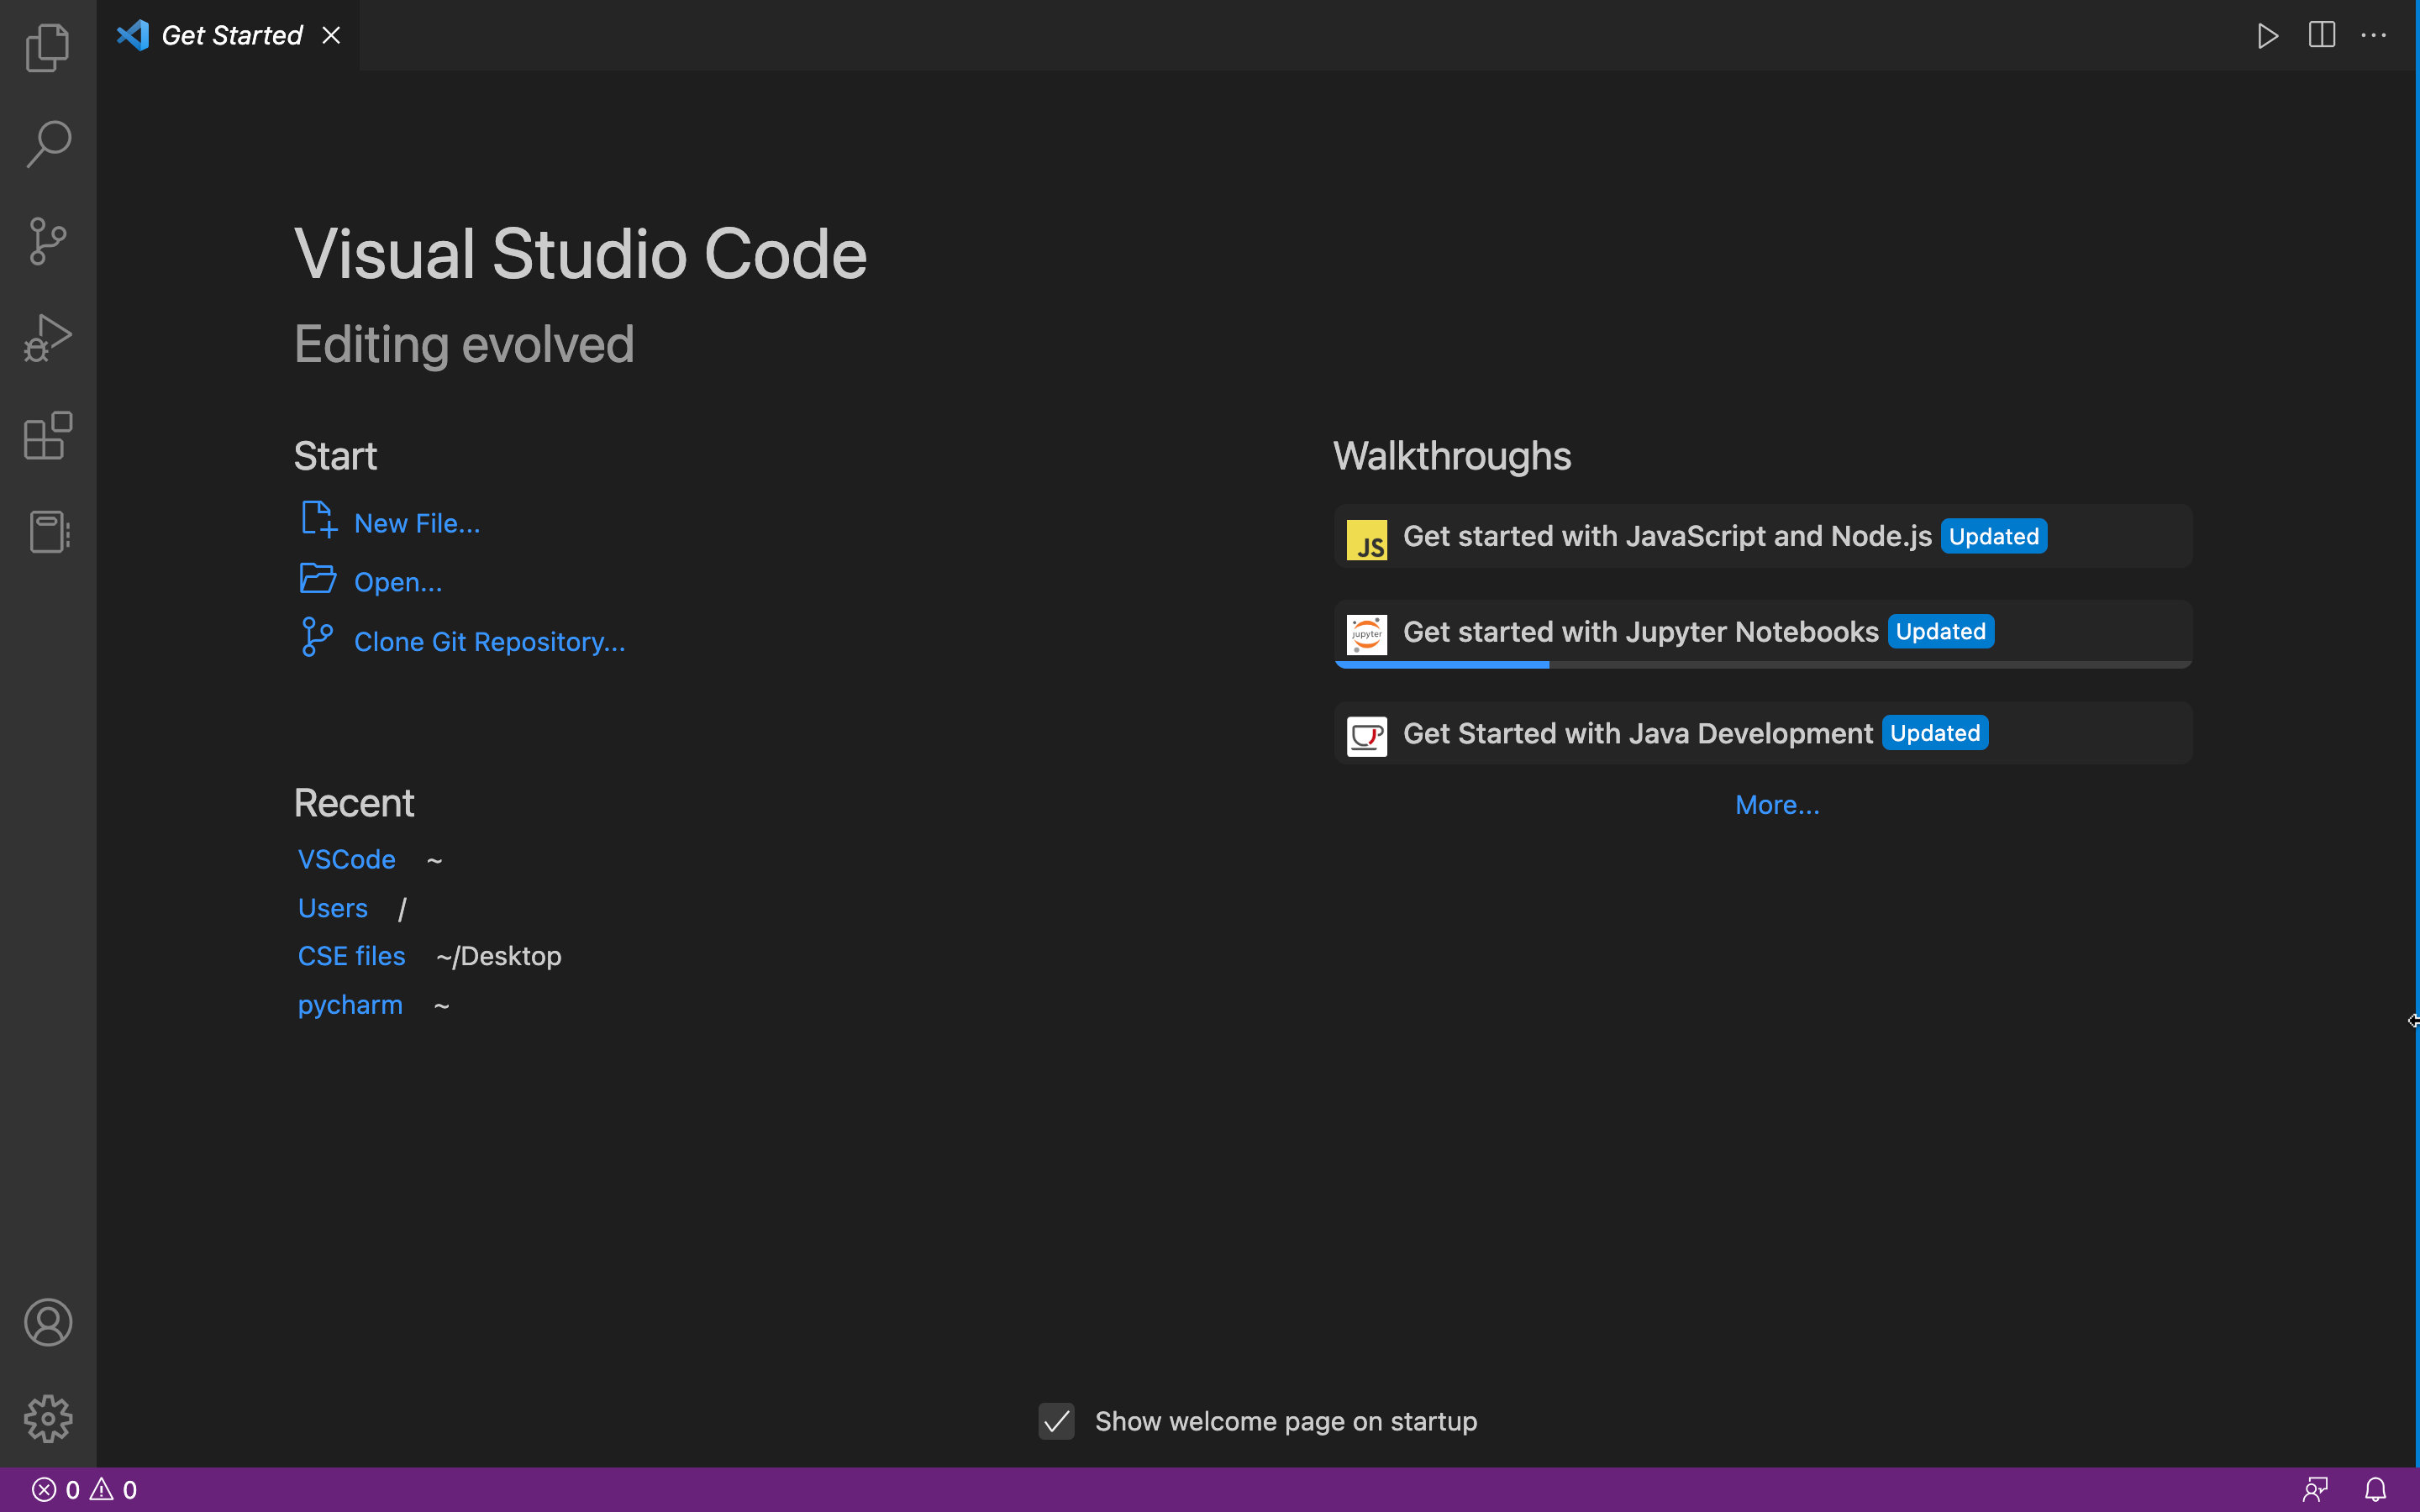 Get Started
Visual Studio Code
Editing evolved
Start
New File...
Open...
Clone Git Repository...
Recent
VSCode ~
Users /
CSE files ~/Desktop
pycharm ~
Walkthroughs
JS Get started with JavaScript and Node.js Updated
jupyter Get started with Jupyter Notebooks Updated
Get Started with Java Development Updated
More...
Show welcome page on startup
0 0